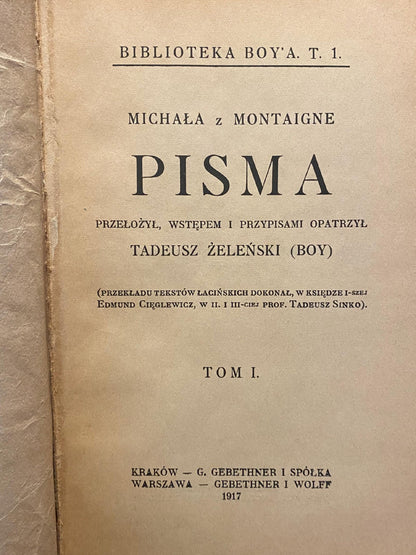 BIBLIOTEKA BOY'A. T. 1.
MICHAŁA z MONTAIGNE
PISMA
PRZEŁOŻYŁ, WSTĘPEM I PRZYPISAMI OPATRZYŁ
TADEUSZ ŻELEŃSKI (BOY)
(PRZEKŁADU TEKSTÓW ŁACIŃSKICH DOKONAŁ, W KSIĘDZE I-SZEJ
EDMUND CIĘGLEWICZ, W II. I III-CIEJ PROF. TADEUSZ SINKO).
TOM I.
KRAKÓW — G. GEBETHNER I SPÓŁKA
WARSZAWA — GEBETHNER I WOLFF
1917